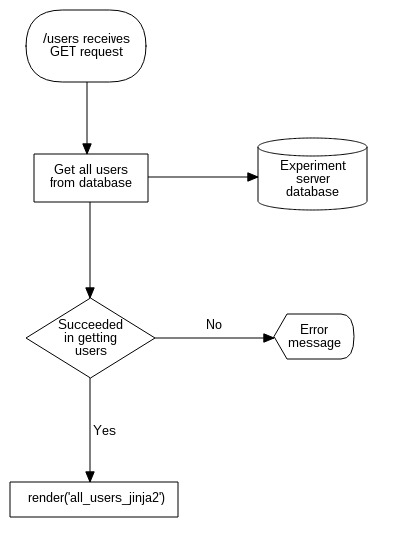 /users receives
GET request
Get all users
from database
Experiment
server
database
Succeeded
in getting
users
No
Error
message
Yes
render('all_users_jinja2')